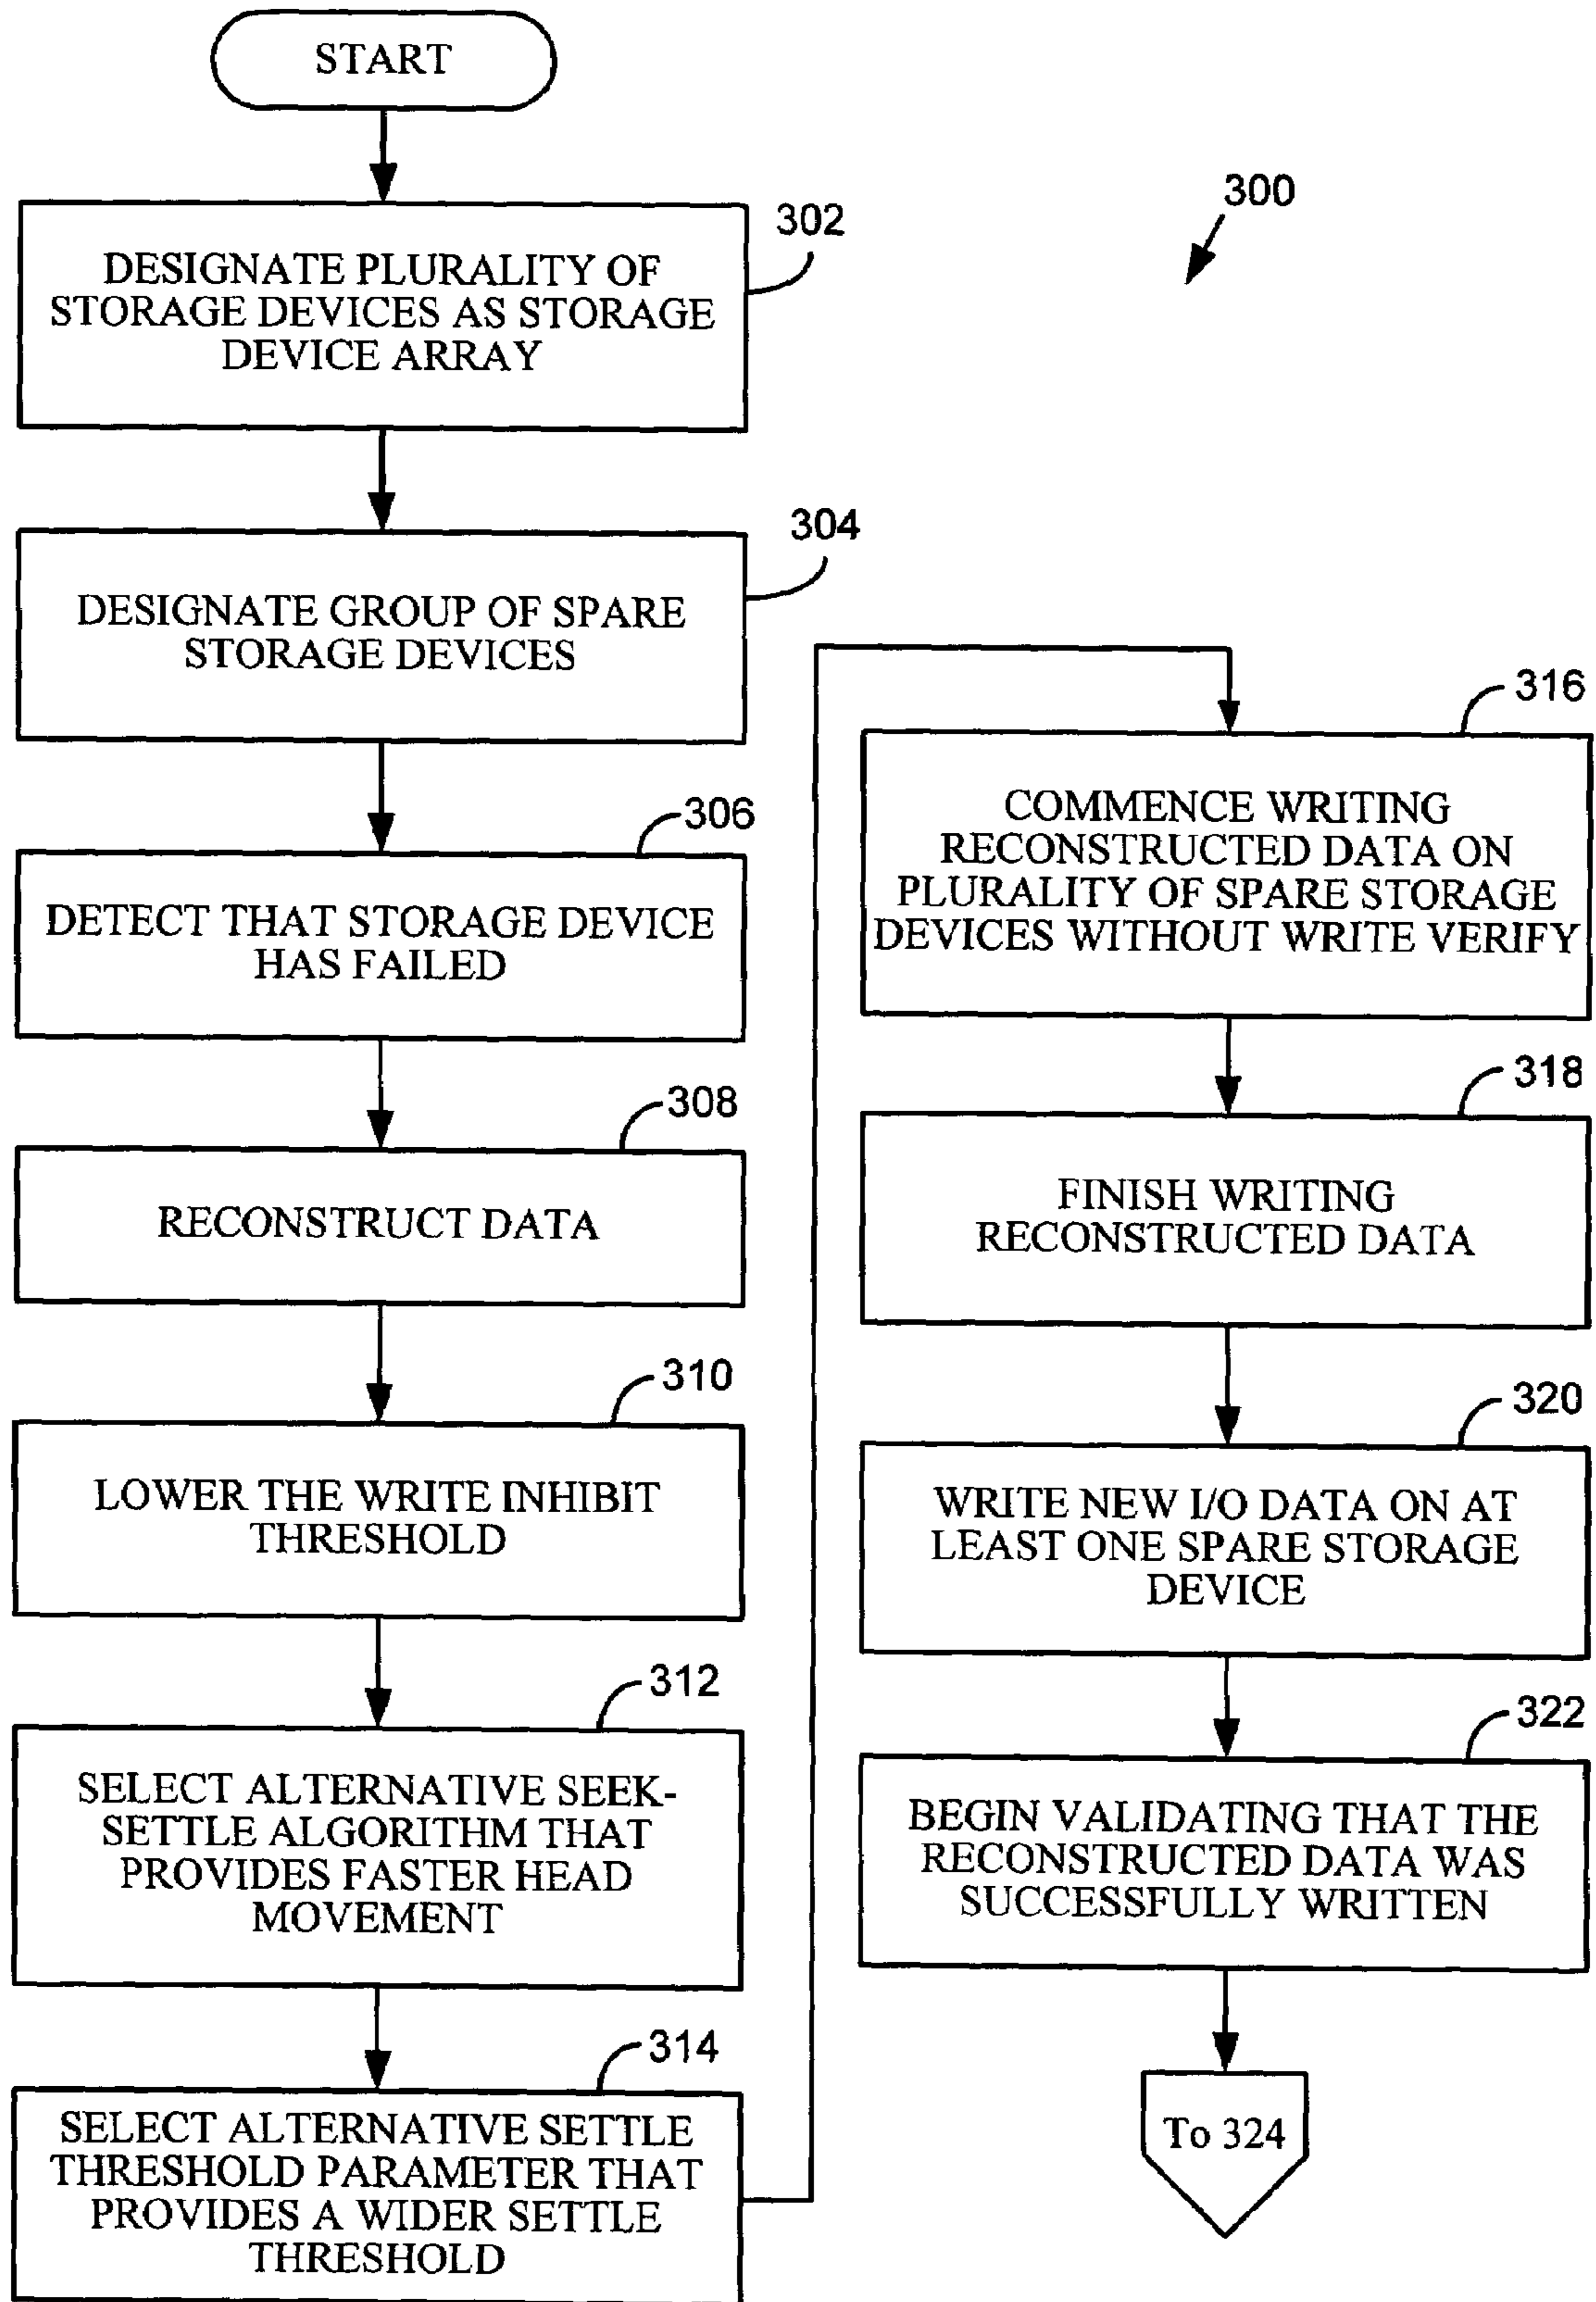 START
300
302
DESIGNATE PLURALITY OF
STORAGE DEVICES AS STORAGE
DEVICE ARRAY
304
DESIGNATE GROUP OF SPARE
STORAGE DEVICES
306
DETECT THAT STORAGE DEVICE
HAS FAILED
308
RECONSTRUCT DATA
310
LOWER THE WRITE INHIBIT
THRESHOLD
312
SELECT ALTERNATIVE SEEK-
SETTLE ALGORITHM THAT
PROVIDES FASTER HEAD
MOVEMENT
314
SELECT ALTERNATIVE SETTLE
THRESHOLD PARAMETER THAT
PROVIDES A WIDER SETTLE
THRESHOLD
316
COMMENCE WRITING
RECONSTRUCTED DATA ON
PLURALITY OF SPARE STORAGE
DEVICES WITHOUT WRITE VERIFY
318
FINISH WRITING
RECONSTRUCTED DATA
320
WRITE NEW I/O DATA ON AT
LEAST ONE SPARE STORAGE
DEVICE
322
BEGIN VALIDATING THAT THE
RECONSTRUCTED DATA WAS
SUCCESSFULLY WRITTEN
To 324